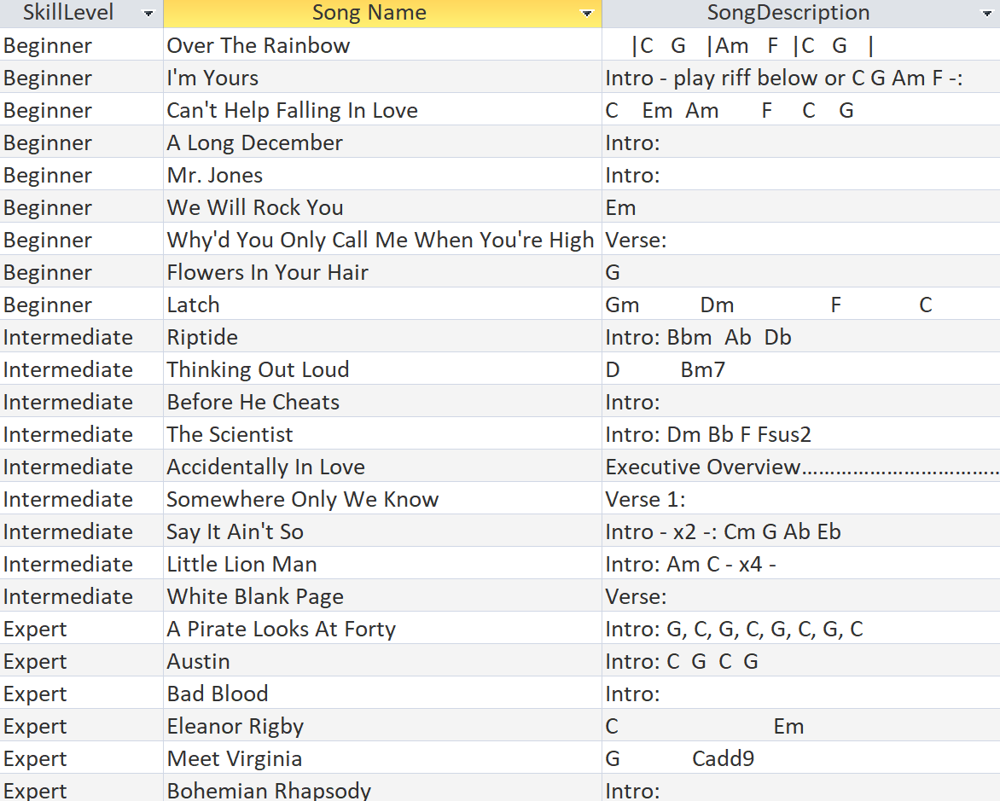 SkillLevel Song Name SongDescription
Beginner Over The Rainbow |C G |Am F |C G |
Beginner I'm Yours Intro - play riff below or C G Am F -:
Beginner Can't Help Falling In Love C Em Am F C G
Beginner A Long December Intro:
Beginner Mr. Jones Intro:
Beginner We Will Rock You Em
Beginner Why'd You Only Call Me When You're High Verse:
Beginner Flowers In Your Hair G
Beginner Latch Gm Dm F C
Intermediate Riptide Intro: Bbm Ab Db
Intermediate Thinking Out Loud D Bm7
Intermediate Before He Cheats Intro:
Intermediate The Scientist Intro: Dm Bb F Fsus2
Intermediate Accidentally In Love Executive Overview...................................
Intermediate Somewhere Only We Know Verse 1:
Intermediate Say It Ain't So Intro - x2 -: Cm G Ab Eb
Intermediate Little Lion Man Intro: Am C - x4 -
Intermediate White Blank Page Verse:
Expert A Pirate Looks At Forty Intro: G, C, G, C, G, C, G, C
Expert Austin Intro: C G C G
Expert Bad Blood Intro:
Expert Eleanor Rigby C Em
Expert Meet Virginia G Cadd9
Expert Bohemian Rhapsody Intro: